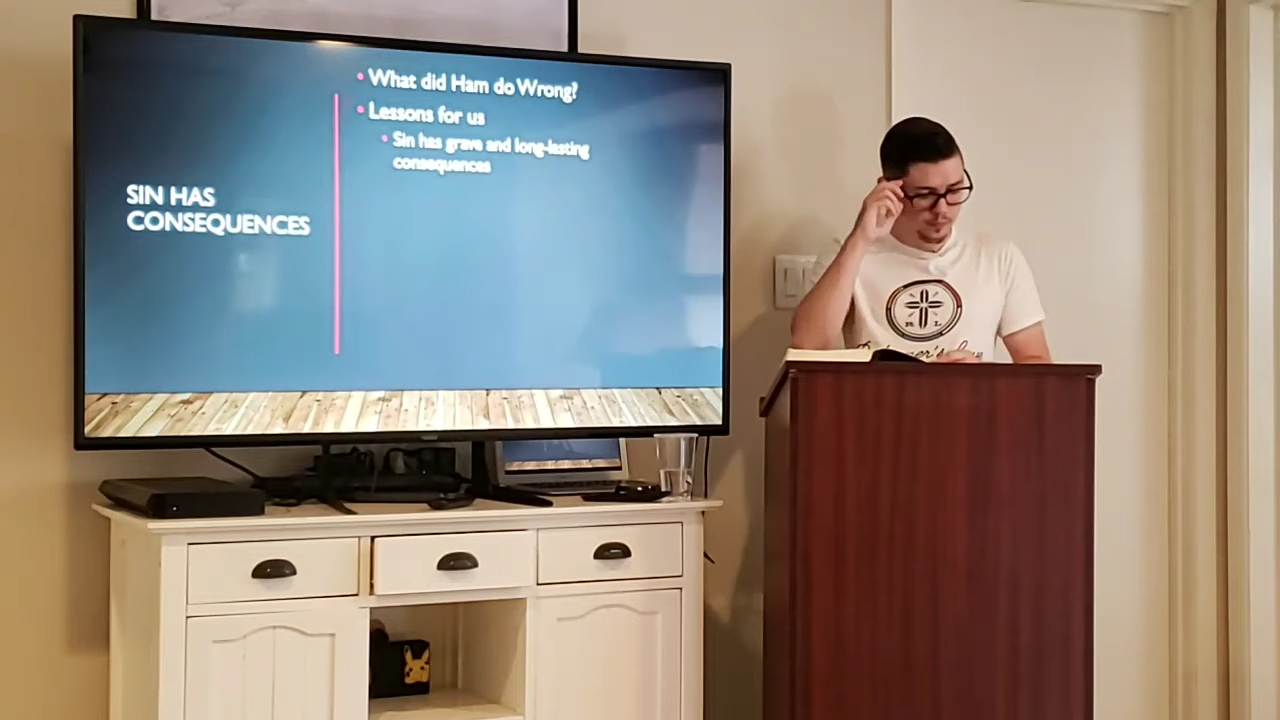 SIN HAS
CONSEQUENCES
• What did Ham do Wrong?
• Lessons for us
• Sin has grave and long-lasting
consequences
R L